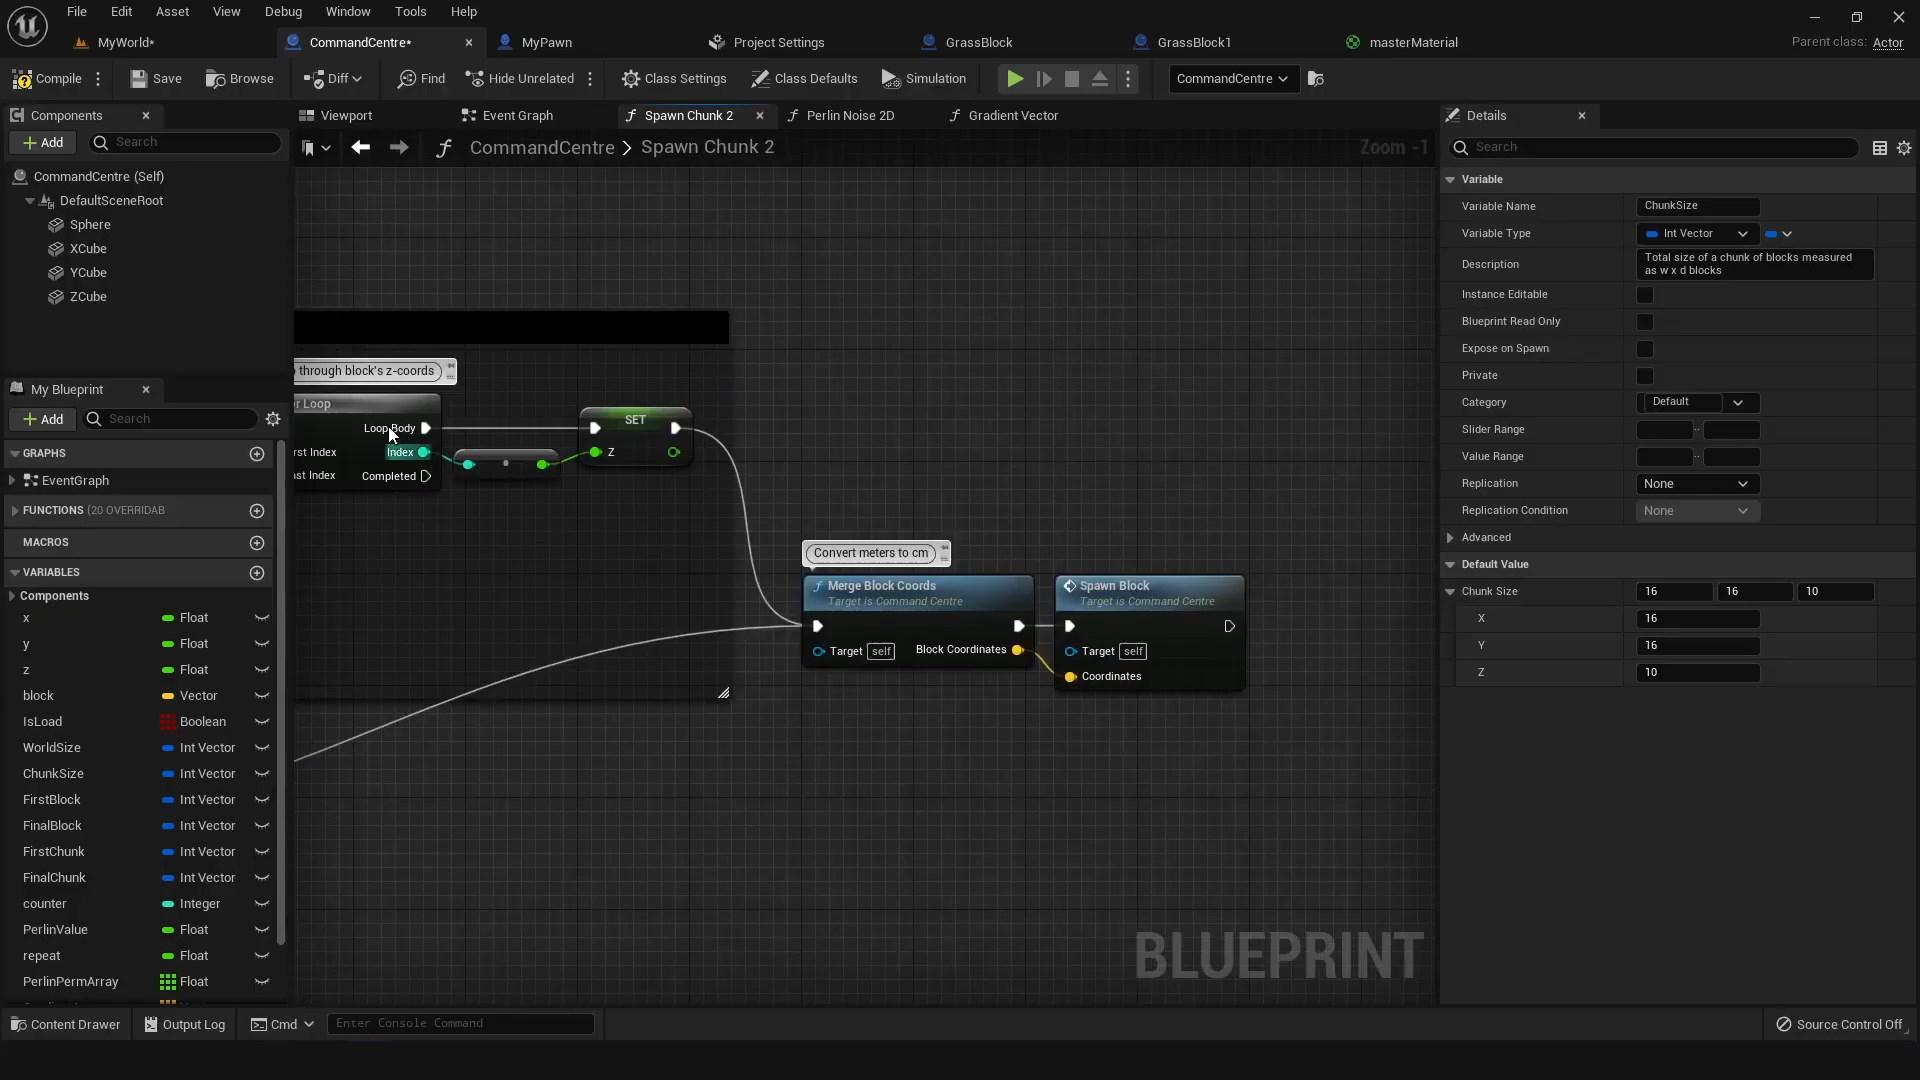 File Edit Asset View Debug Window Tools Help
MyWorld* CommandCentre* MyPawn Project Settings GrassBlock GrassBlock1 masterMaterial Parent class: Actor
Compile Save Browse Diff Find Hide Unrelated Class Settings Class Defaults Simulation CommandCentre
Components Viewport Event Graph Spawn Chunk 2 Perlin Noise 2D Gradient Vector Details
Add Search CommandCentre > Spawn Chunk 2 Zoom -1 Search
CommandCentre (Self)
DefaultSceneRoot
Sphere
XCube
YCube
ZCube
My Blueprint
Add Search
GRAPHS
EventGraph
FUNCTIONS (20 OVERRIDAB
MACROS
VARIABLES
Components
x Float
y Float
z Float
block Vector
IsLoad Boolean
WorldSize Int Vector
ChunkSize Int Vector
FirstBlock Int Vector
FinalBlock Int Vector
FirstChunk Int Vector
FinalChunk Int Vector
counter Integer
PerlinValue Float
repeat Float
PerlinPermArray Float
through block's z-coords
or Loop
Loop Body
rst Index Index
st Index Completed
SET
Z
Convert meters to cm
Merge Block Coords
Target is Command Centre
Target self Block Coordinates
Spawn Block
Target is Command Centre
Target self
Coordinates
BLUEPRINT
Variable
Variable Name ChunkSize
Variable Type Int Vector
Description Total size of a chunk of blocks measured
as w x d blocks
Instance Editable
Blueprint Read Only
Expose on Spawn
Private
Category Default
Slider Range
Value Range
Replication None
Replication Condition None
Advanced
Default Value
Chunk Size 16 16 10
X 16
Y 16
Z 10
Content Drawer Output Log Cmd Enter Console Command Source Control Off